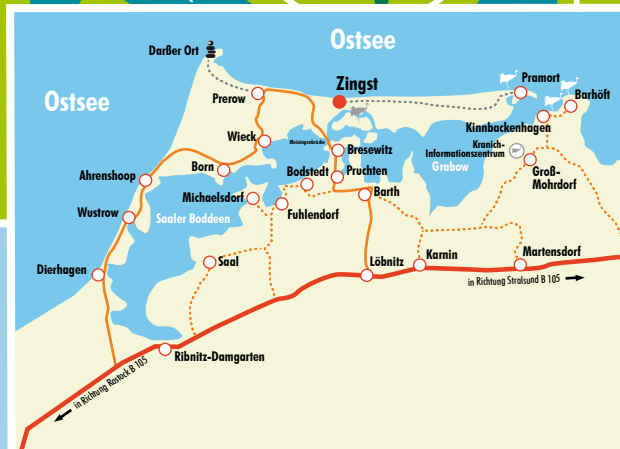 Ostsee
Darßer Ort
Ostsee
Zingst
Pramort
Barhöft
Prerow
Kinnbackenhagen
Wieck
Meiningenbrücke
Bresewitz
Kranich-
Informationszentrum
Born
Bodstedt
Pruchten
Grabow
Groß-
Mohrdorf
Ahrenshoop
Michaelsdorf
Barth
Wustrow
Saaler Boddeen
Fuhlendorf
Dierhagen
Saal
Löbnitz
Karnin
Martensdorf
in Richtung Stralsund B 105
Ribnitz-Damgarten
in Richtung Rostock B 105